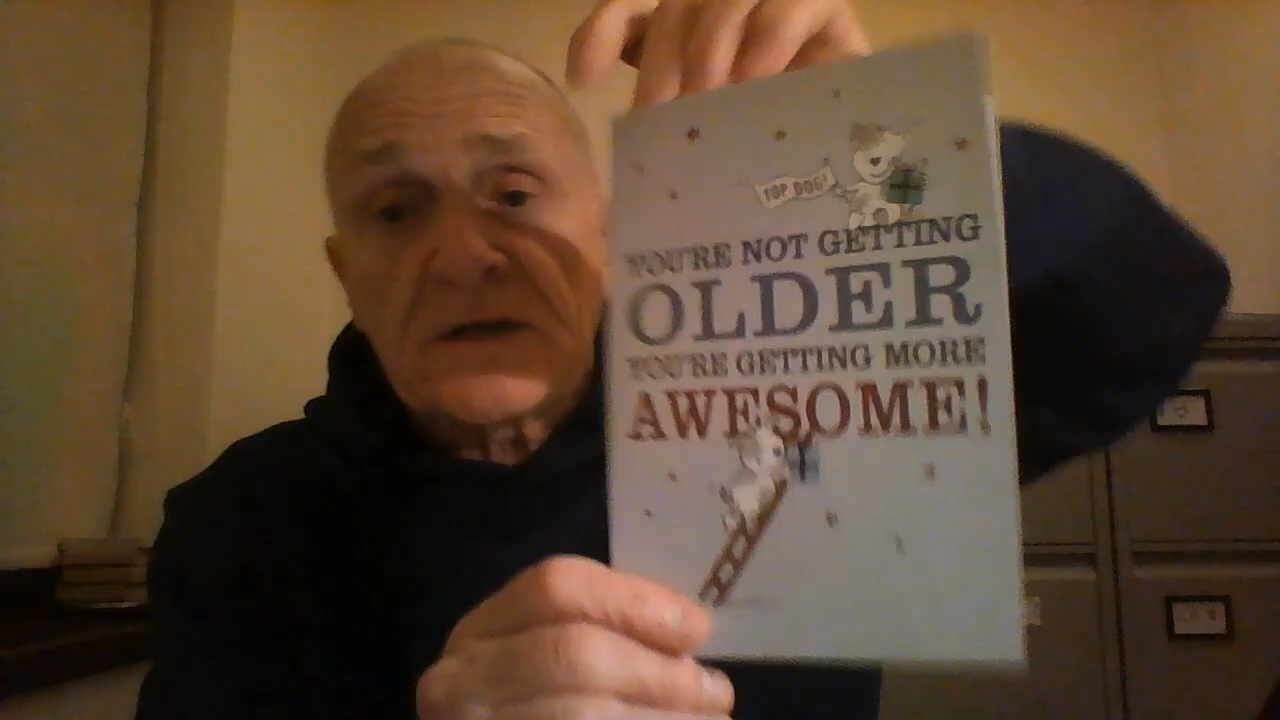 TOP DOG!
YOU'RE NOT GETTING
OLDER
YOU'RE GETTING MORE
AWESOME!